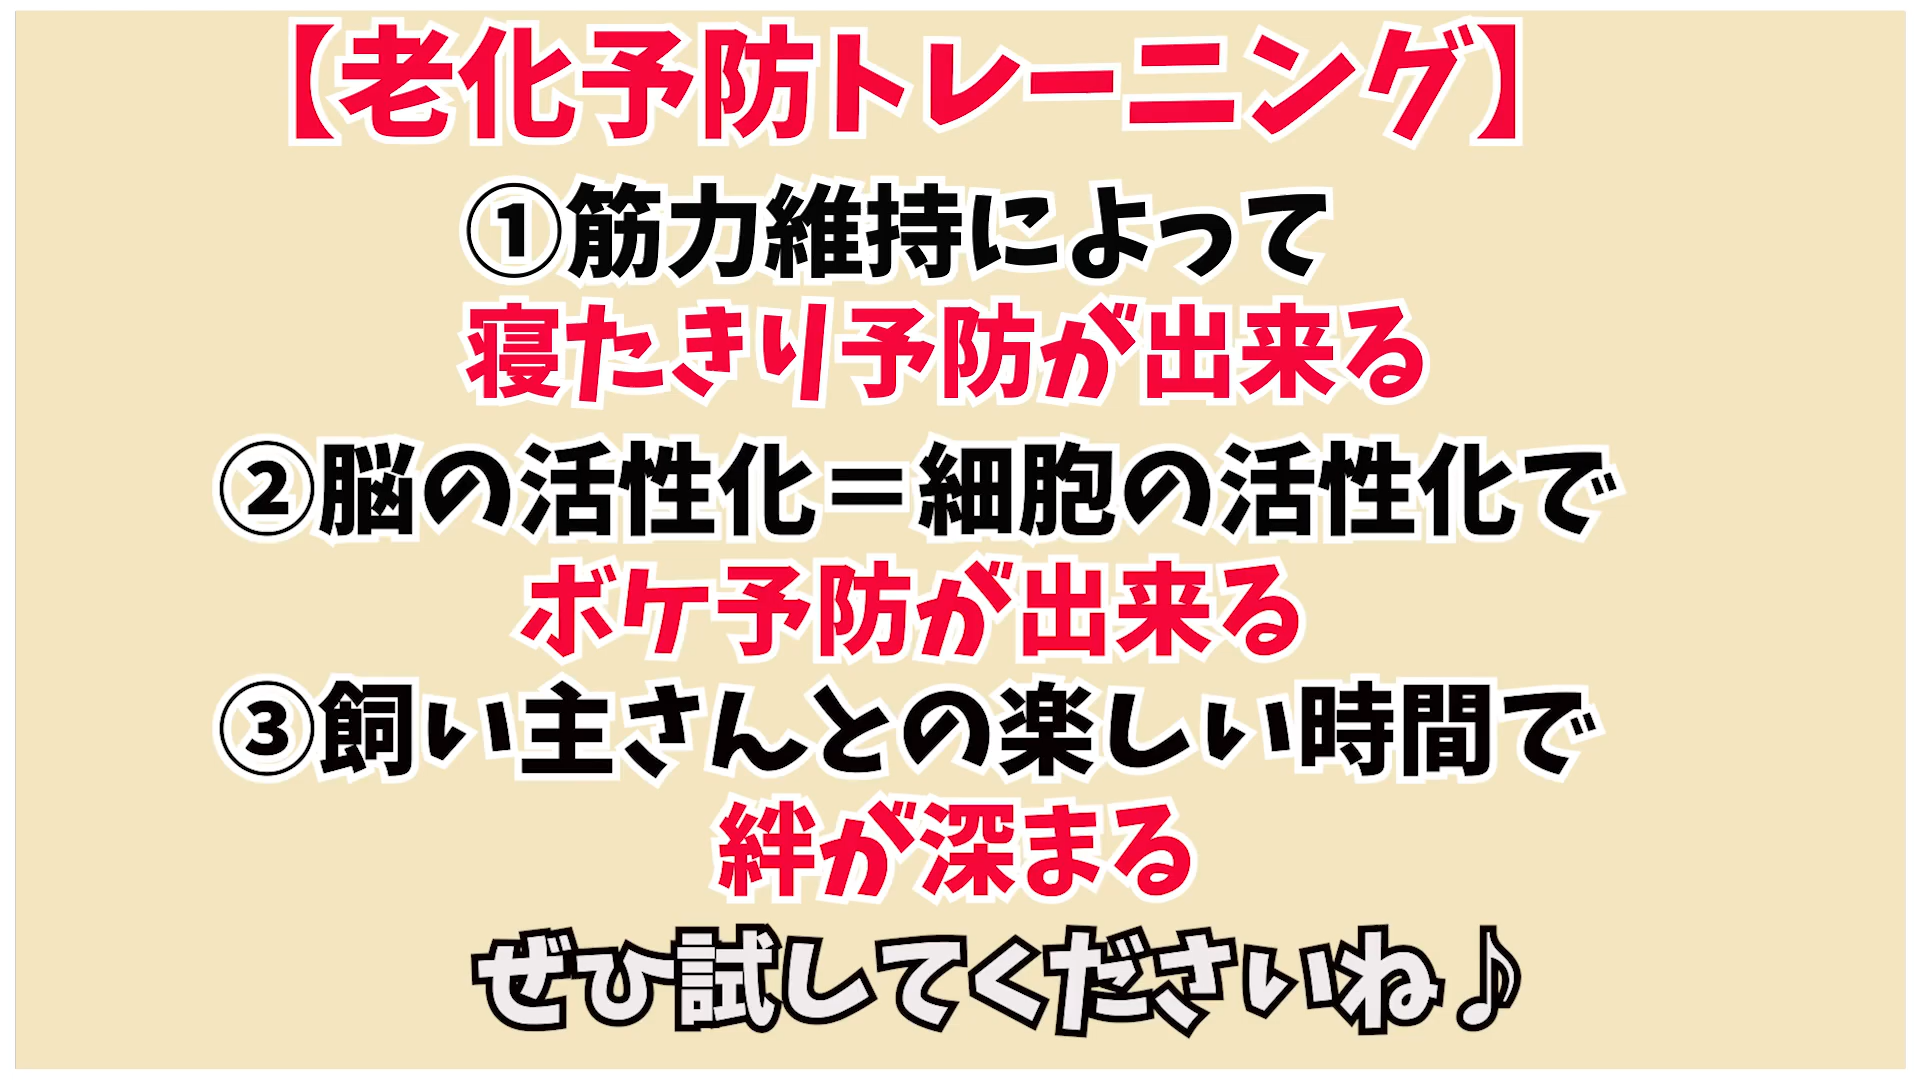 【老化予防トレーニング】
①筋力維持によって
寝たきり予防が出来る
②脳の活性化＝細胞の活性化で
ボケ予防が出来る
③飼い主さんとの楽しい時間で
絆が深まる
ぜひ試してくださいね♪